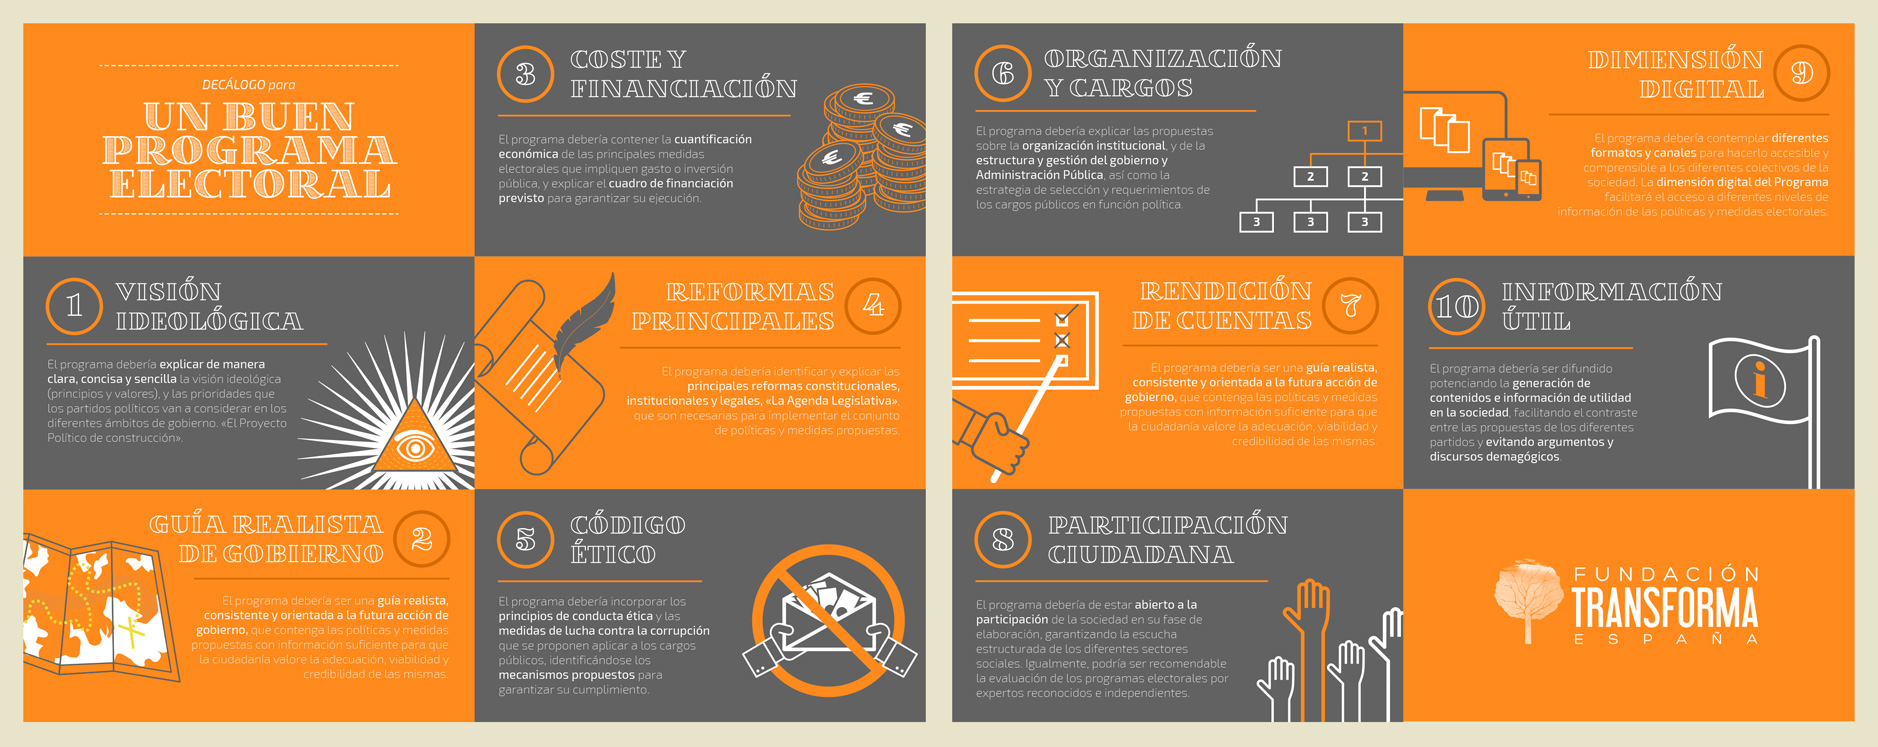 DECÁLOGO para
UN BUEN
PROGRAMA
ELECTORAL
1
VISIÓN
IDEOLÓGICA
El programa debería explicar de manera
clara, concisa y sencilla la visión ideológica
(principios y valores), y las prioridades que
los partidos políticos van a considerar en los
diferentes ámbitos de gobierno. «El Proyecto
Político de construcción».
GUÍA REALISTA
DE GOBIERNO
2
El programa debería ser una guía realista,
consistente y orientada a la futura acción de
gobierno, que contenga las políticas y medidas
propuestas con información suficiente para que
la ciudadanía valore la adecuación, viabilidad y
credibilidad de las mismas.
3
COSTE Y
FINANCIACIÓN
El programa debería contener la cuantificación
económica de las principales medidas
electorales que impliquen gasto o inversión
pública, y explicar el cuadro de financiación
previsto para garantizar su ejecución.
€
€
€
REFORMAS
PRINCIPALES
4
El programa debería identificar y explicar las
principales reformas constitucionales,
institucionales y legales, «La Agenda Legislativa»,
que son necesarias para implementar el conjunto
de políticas y medidas propuestas.
5
CÓDIGO
ÉTICO
El programa debería incorporar los
principios de conducta ética y las
medidas de lucha contra la corrupción
que se proponen aplicar a los cargos
públicos, identificándose los
mecanismos propuestos para
garantizar su cumplimiento.
6
ORGANIZACIÓN
Y CARGOS
El programa debería explicar las propuestas
sobre la organización institucional, y de la
estructura y gestión del gobierno y
Administración Pública, así como la
estrategia de selección y requerimientos de
los cargos públicos en función política.
1
2 2
3 3 3
RENDICIÓN
DE CUENTAS
7
El programa debería ser una guía realista,
consistente y orientada a la futura acción de
gobierno, que contenga las políticas y medidas
propuestas con información suficiente para que
la ciudadanía valore la adecuación, viabilidad y
credibilidad de las mismas.
8
PARTICIPACIÓN
CIUDADANA
El programa debería de estar abierto a la
participación de la sociedad en su fase de
elaboración, garantizando la escucha
estructurada de los diferentes sectores
sociales. Igualmente, podría ser recomendable
la evaluación de los programas electorales por
expertos reconocidos e independientes.
DIMENSIÓN
DIGITAL
9
El programa debería contemplar diferentes
formatos y canales para hacerlo accesible y
comprensible a los diferentes colectivos de la
sociedad. La dimensión digital del Programa
facilitará el acceso a diferentes niveles de
información de las políticas y medidas electorales.
10
INFORMACIÓN
ÚTIL
El programa debería ser difundido
potenciando la generación de
contenidos e información de utilidad
en la sociedad, facilitando el contraste
entre las propuestas de los diferentes
partidos y evitando argumentos y
discursos demagógicos.
i
FUNDACIÓN
TRANSFORMA
ESPAÑA